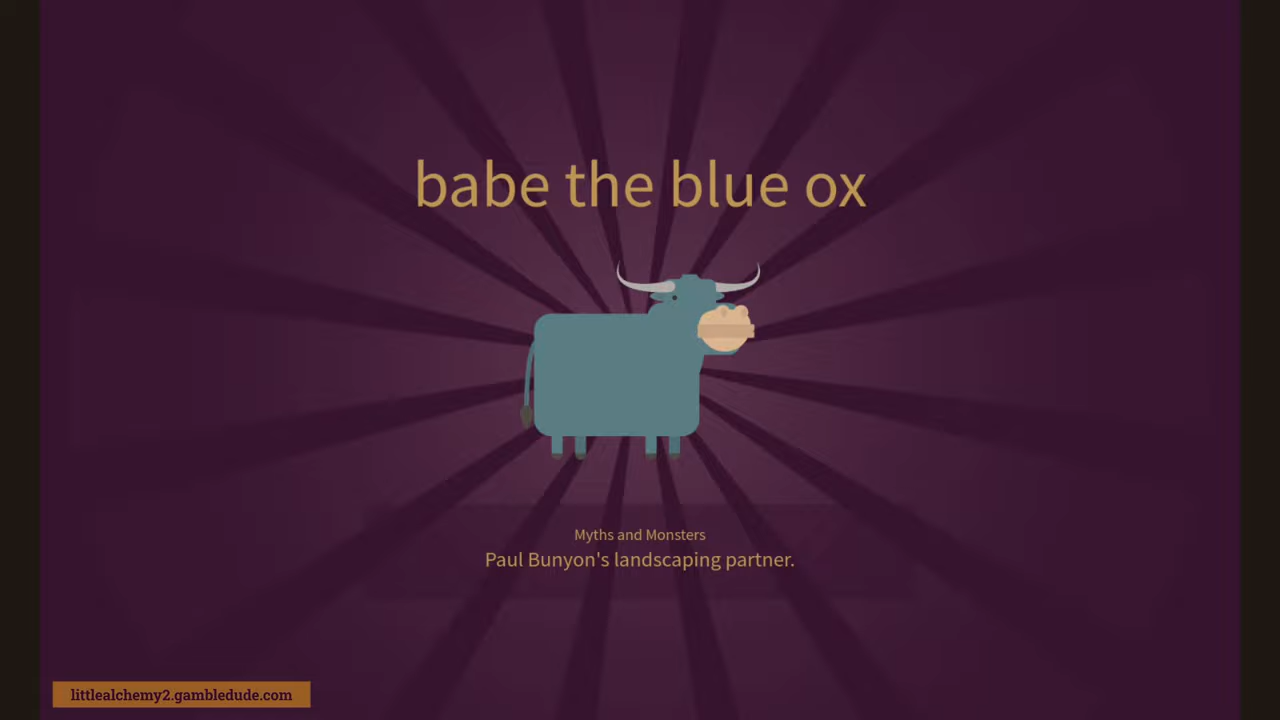 babe the blue ox
Myths and Monsters
Paul Bunyon's landscaping partner.
littlealchemy2.gambledude.com